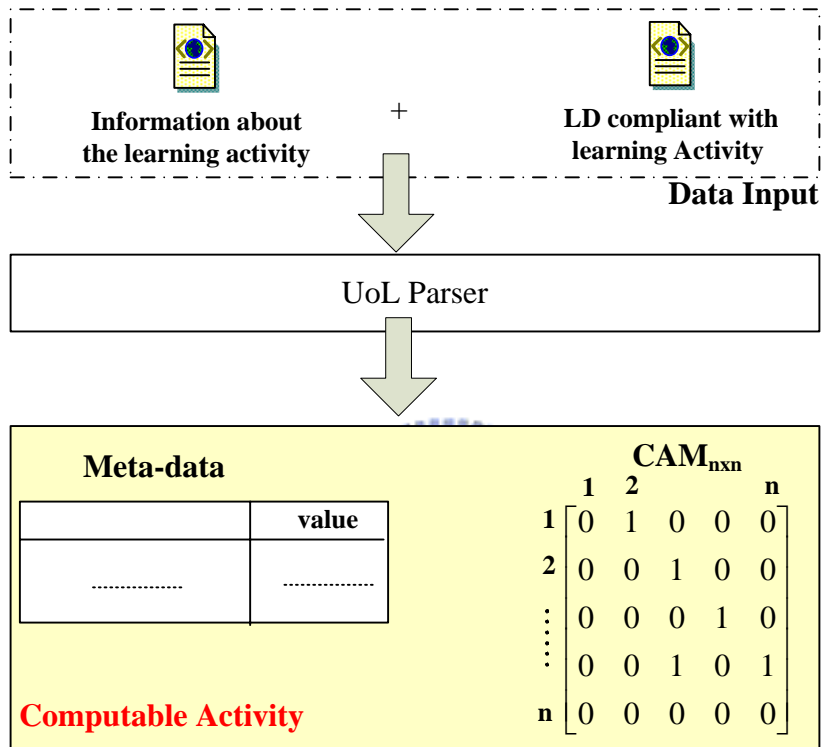 Information about
the learning activity
+
LD compliant with
learning Activity
Data Input
UoL Parser
Meta-data
value
...............
...............
CAMnxn
1 2 n
1 0 1 0 0 0
2 0 0 1 0 0
0 0 0 1 0
0 0 1 0 1
n 0 0 0 0 0
Computable Activity